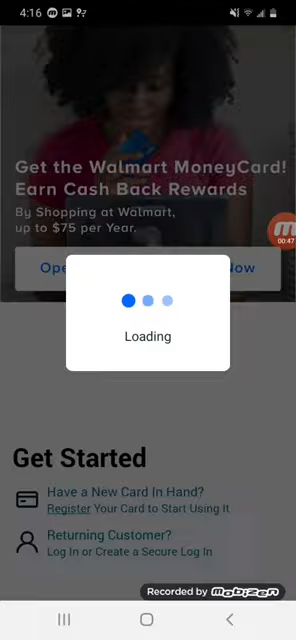 4:16
Get the Walmart MoneyCard!
Earn Cash Back Rewards
By Shopping at Walmart,
up to $75 per Year.
00:47
Ope
Now
Loading
Get Started
Have a New Card In Hand?
Register Your Card to Start Using It
Returning Customer?
Log In or Create a Secure Log In
Recorded by Mobizen